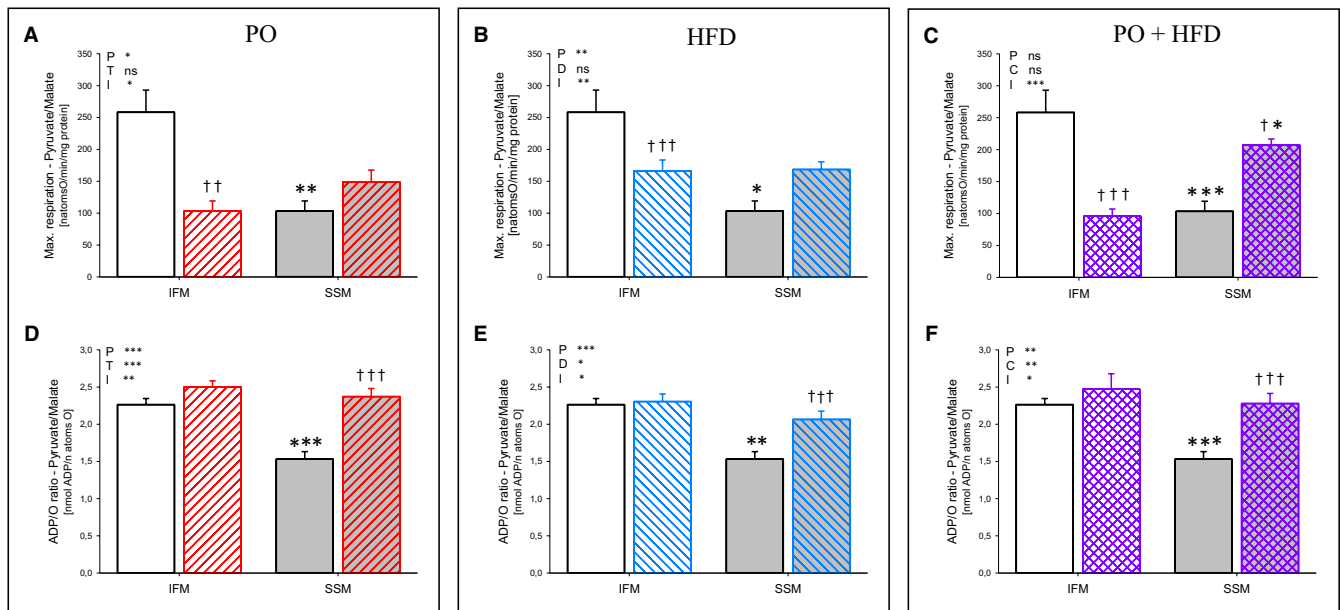 A
PO
P *
T ns
I *
Max. respiration - Pyruvate/Malate
[natomsO/min/mg protein]
350
300
250
200
150
100
50
0
††
**
IFM
SSM
B
HFD
P **
D ns
I **
Max. respiration - Pyruvate/Malate
[natomsO/min/mg protein]
350
300
250
200
150
100
50
0
†††
*
IFM
SSM
C
PO + HFD
P ns
C ns
I ***
Max. respiration - Pyruvate/Malate
[natomsO/min/mg protein]
350
300
250
200
150
100
50
0
†††
***
†*
IFM
SSM
D
P ***
T ***
I **
ADP/O ratio - Pyruvate/Malate
[nmol ADP/n atoms O]
3,0
2,5
2,0
1,5
1,0
0,5
0,0
***
†††
IFM
SSM
E
P ***
D *
I *
ADP/O ratio - Pyruvate/Malate
[nmol ADP/n atoms O]
3,0
2,5
2,0
1,5
1,0
0,5
0,0
**
†††
IFM
SSM
F
P **
C **
I *
ADP/O ratio - Pyruvate/Malate
[nmol ADP/n atoms O]
3,0
2,5
2,0
1,5
1,0
0,5
0,0
***
†††
IFM
SSM